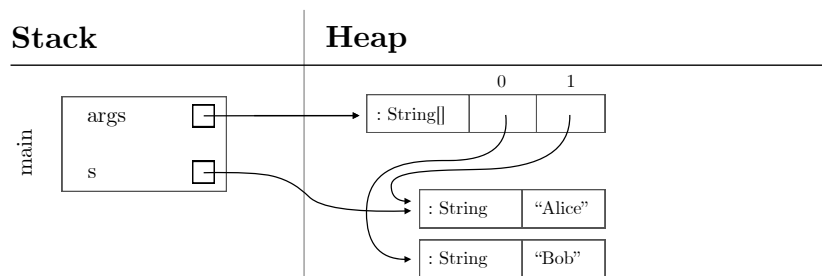 Stack Heap
0 1
args : String[]
main
s
: String “Alice”
: String “Bob”